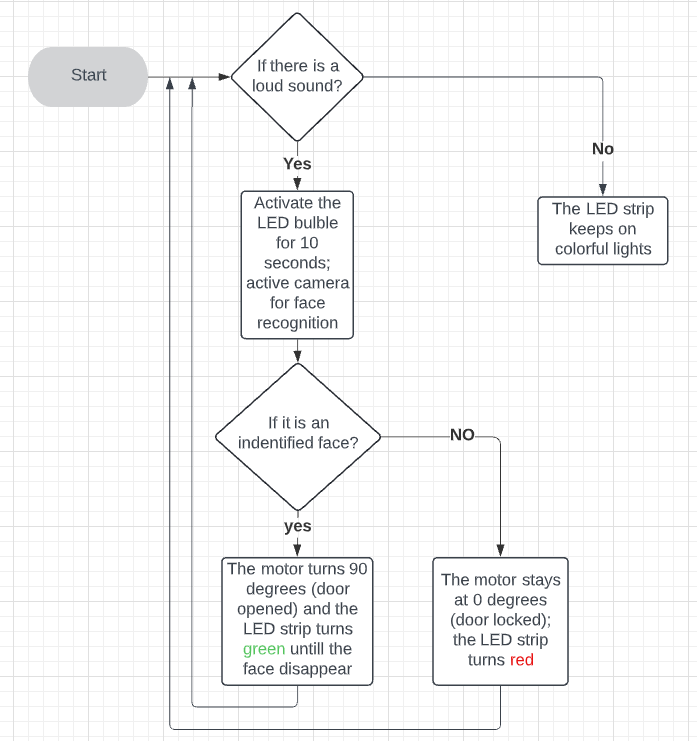 Start
If there is a
loud sound?
No
Yes
Activate the
LED bulble
for 10
seconds;
active camera
for face
recognition
The LED strip
keeps on
colorful lights
If it is an
indentified face?
NO
yes
The motor turns 90
degrees (door
opened) and the
LED strip turns
green untill the
face disappear
The motor stays
at 0 degrees
(door locked);
the LED strip
turns red